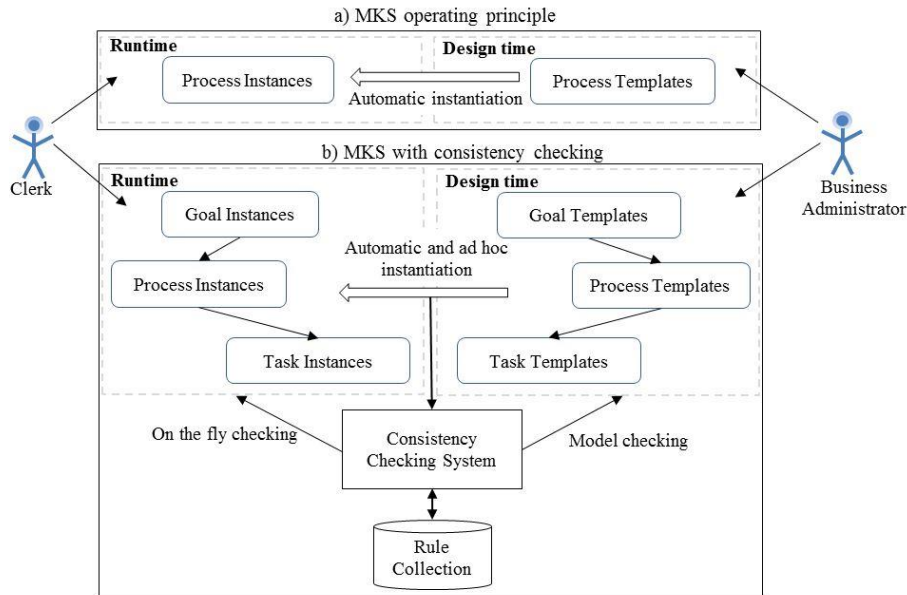 a) MKS operating principle
Runtime
Design time
Process Instances
Process Templates
Automatic instantiation
b) MKS with consistency checking
Clerk
Business
Administrator
Runtime
Design time
Goal Instances
Goal Templates
Automatic and ad hoc
instantiation
Process Instances
Process Templates
Task Instances
Task Templates
On the fly checking
Consistency
Checking System
Model checking
Rule
Collection